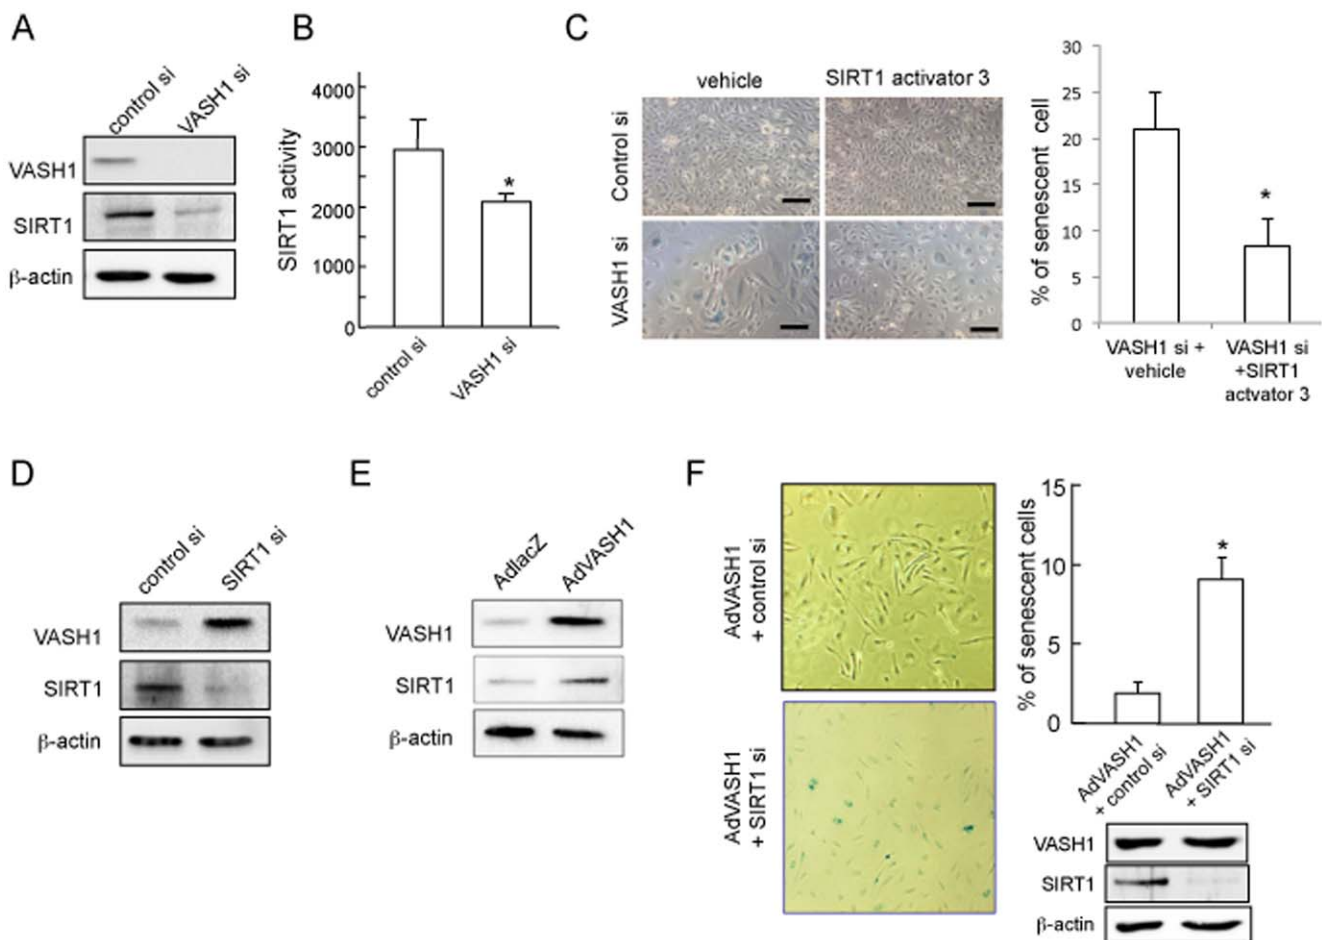 A
control si
VASH1 si
VASH1
SIRT1
β-actin
B
SIRT1 activity
4000
3000
2000
1000
0
control si
VASH1 si
*
C
vehicle
SIRT1 activator 3
Control si
VASH1 si
% of senescent cell
30
25
20
15
10
5
0
*
VASH1 si +
vehicle
VASH1 si
+SIRT1
actvator 3
D
control si
SIRT1 si
VASH1
SIRT1
β-actin
E
AdlacZ
AdVASH1
VASH1
SIRT1
β-actin
F
AdVASH1
+ control si
AdVASH1
+ SIRT1 si
% of senescent cells
15
10
5
0
*
AdVASH1
+ control si
AdVASH1
+ SIRT1 si
VASH1
SIRT1
β-actin